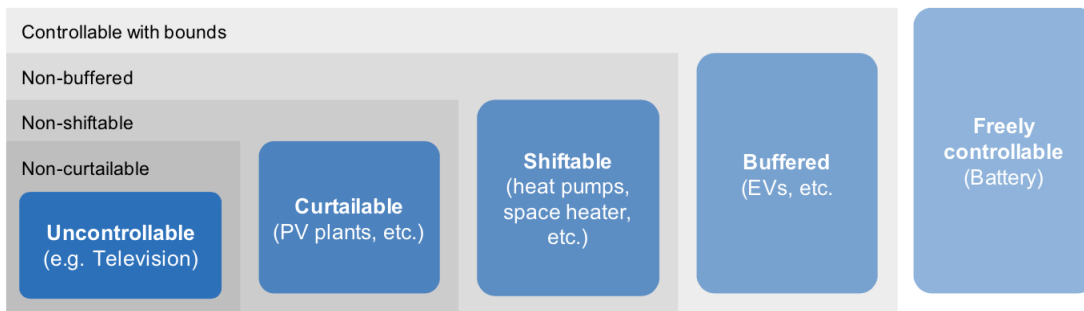 Controllable with bounds
Non-buffered
Non-shiftable
Non-curtailable
Uncontrollable
(e.g. Television)
Curtailable
(PV plants, etc.)
Shiftable
(heat pumps,
space heater,
etc.)
Buffered
(EVs, etc.
Freely
controllable
(Battery)